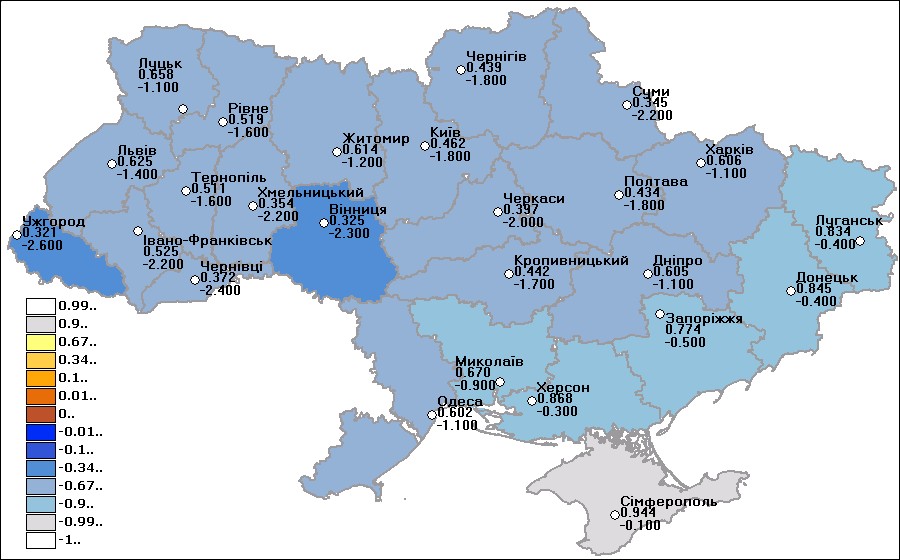 Луцьк
0.658
-1.100
Рівне
0.519
-1.600
Житомир
0.614
-1.200
Київ
0.462
-1.800
Чернігів
0.439
-1.800
Суми
0.345
-2.200
Львів
0.625
-1.400
Тернопіль
0.511
-1.600
Хмельницький
0.354
-2.200
Вінниця
0.325
-2.300
Черкаси
0.397
-2.000
Полтава
0.434
-1.800
Харків
0.606
-1.100
Луганськ
0.834
-0.400
Ужгород
0.321
-2.600
Івано-Франківськ
0.525
-2.200
Чернівці
0.372
-2.400
Кропивницький
0.442
-1.700
Дніпро
0.605
-1.100
Донецьк
0.845
-0.400
Запоріжжя
0.774
-0.500
Миколаїв
0.670
-0.900
Херсон
0.868
-0.300
Одеса
0.602
-1.100
Сімферополь
0.944
-0.100
0.99..
0.9..
0.67..
0.34..
0.1..
0.01..
0..
-0.01..
-0.1..
-0.34..
-0.67..
-0.9..
-0.99..
-1..